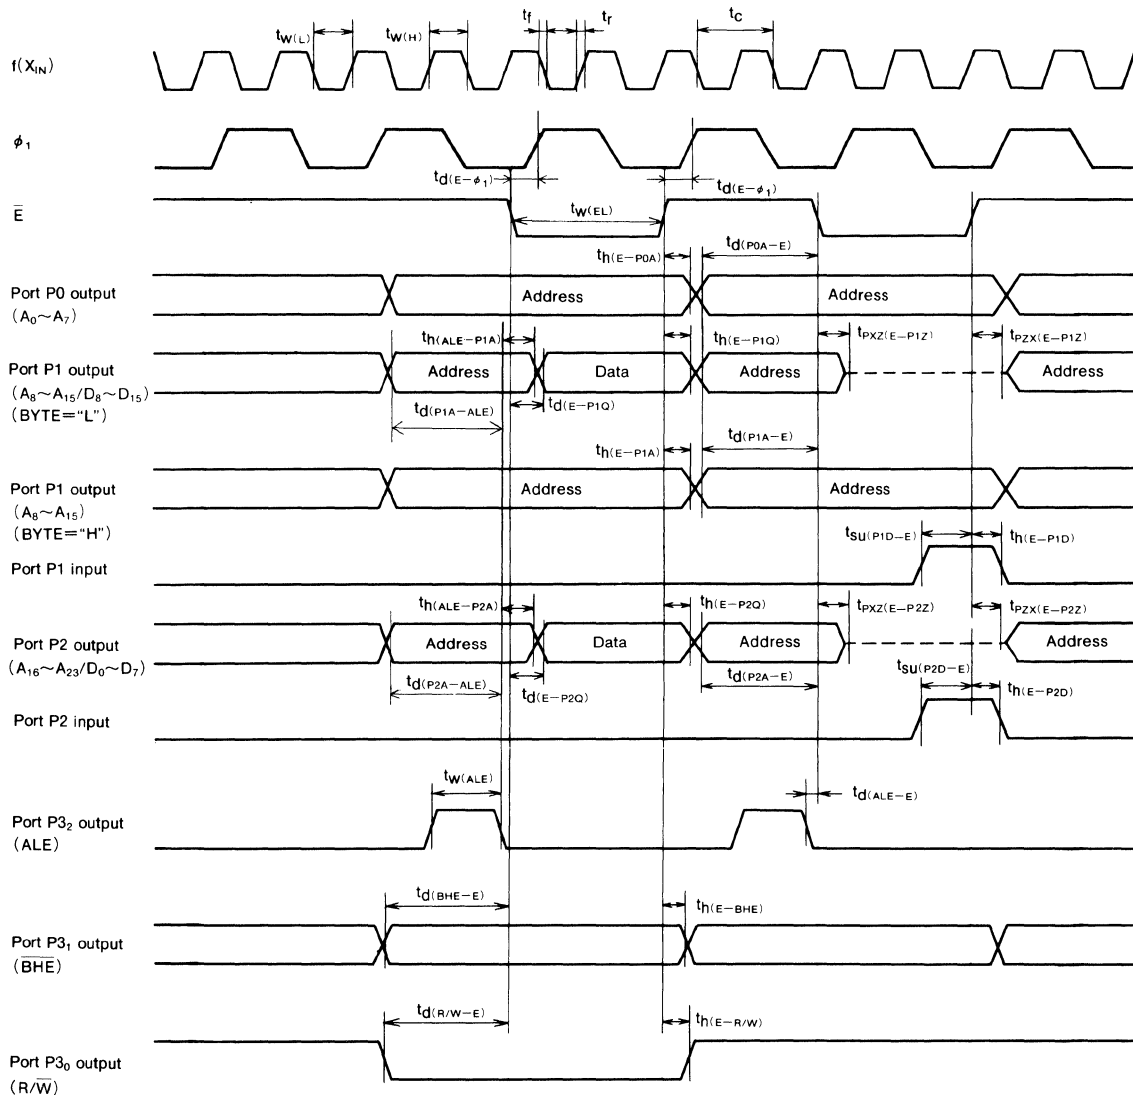 tf tr tC
tW(L) tW(H)
f(XIN)
ϕ1
td(E−ϕ1) td(E−ϕ1)
E̅ tW(EL)
th(E−P0A) td(P0A−E)
Port P0 output Address Address
(A0~A7)
th(ALE−P1A) th(E−P1Q) tPXZ(E−P1Z) tPZX(E−P1Z)
Port P1 output Address Data Address Address
(A8~A15/D8~D15)
(BYTE="L") td(P1A−ALE) td(E−P1Q)
th(E−P1A) td(P1A−E)
Port P1 output Address Address
(A8~A15)
(BYTE="H")
tsu(P1D−E) th(E−P1D)
Port P1 input
th(ALE−P2A) th(E−P2Q) tPXZ(E−P2Z) tPZX(E−P2Z)
Port P2 output Address Data Address Address
(A16~A23/D0~D7)
td(P2A−ALE) td(E−P2Q) td(P2A−E) tsu(P2D−E) th(E−P2D)
Port P2 input
tW(ALE) td(ALE−E)
Port P32 output
(ALE)
td(BHE−E) th(E−BHE)
Port P31 output
(B̅H̅E̅)
td(R/W−E) th(E−R/W)
Port P30 output
(R/W̅)